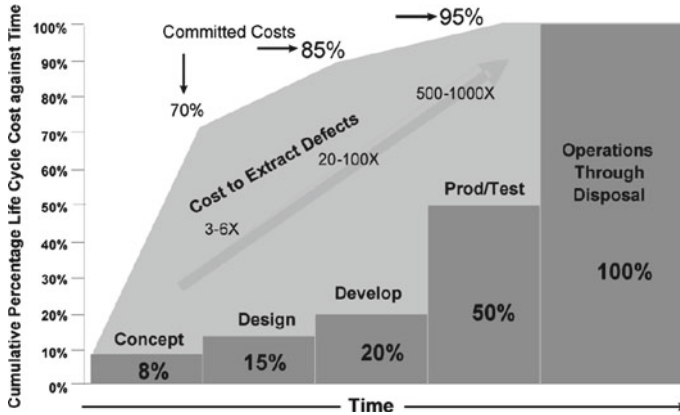 Cumulative Percentage Life Cycle Cost against Time
100%
90%
80%
70%
60%
50%
40%
30%
20%
10%
0%
Committed Costs
70%
85%
95%
Cost to Extract Defects
3-6X
20-100X
500-1000X
Concept
8%
Design
15%
Develop
20%
Prod/Test
50%
Operations
Through
Disposal
100%
Time